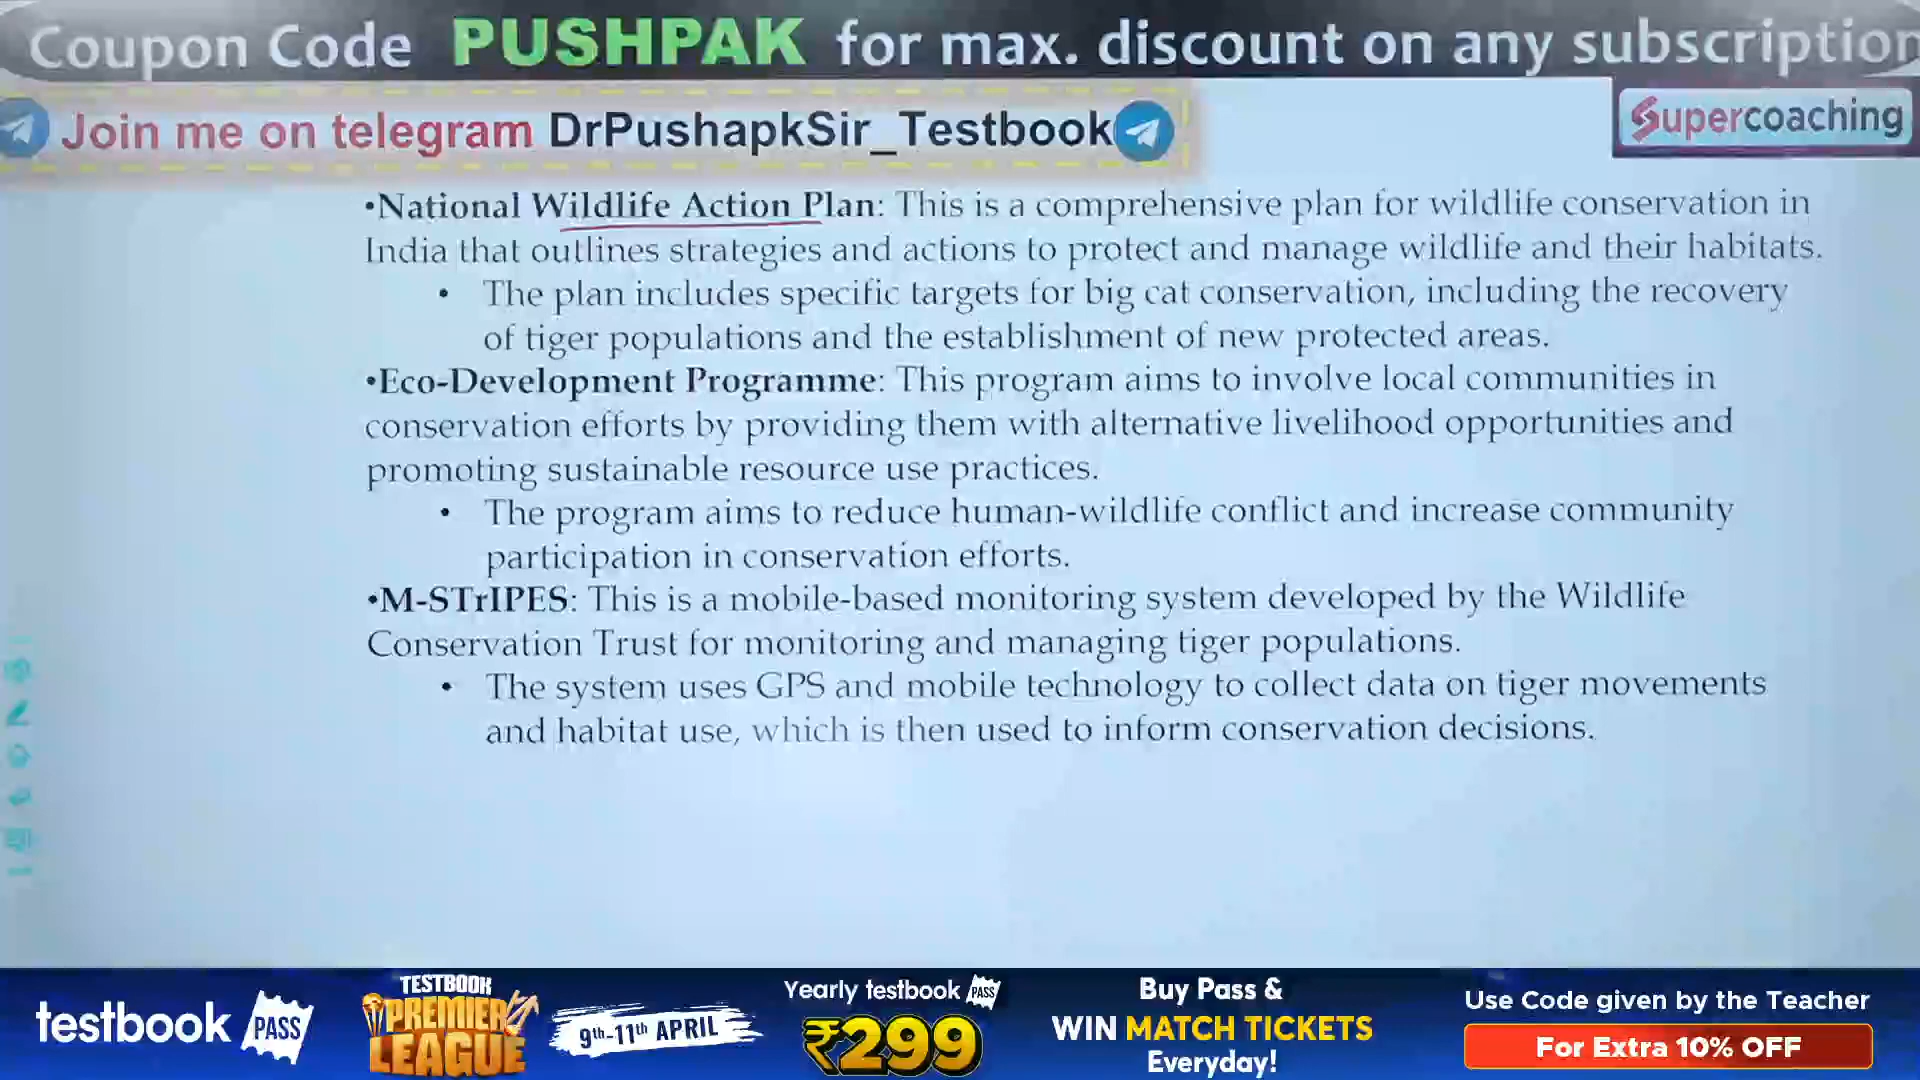 Coupon Code PUSHPAK for max. discount on any subscription
Join me on telegram DrPushapkSir_Testbook
Supercoaching
•National Wildlife Action Plan: This is a comprehensive plan for wildlife conservation in
India that outlines strategies and actions to protect and manage wildlife and their habitats.
• The plan includes specific targets for big cat conservation, including the recovery
of tiger populations and the establishment of new protected areas.
•Eco-Development Programme: This program aims to involve local communities in
conservation efforts by providing them with alternative livelihood opportunities and
promoting sustainable resource use practices.
• The program aims to reduce human-wildlife conflict and increase community
participation in conservation efforts.
•M-STrIPES: This is a mobile-based monitoring system developed by the Wildlife
Conservation Trust for monitoring and managing tiger populations.
• The system uses GPS and mobile technology to collect data on tiger movements
and habitat use, which is then used to inform conservation decisions.
testbook PASS
TESTBOOK
PREMIER
LEAGUE
9th-11th APRIL
Yearly testbook PASS
₹299
Buy Pass &
WIN MATCH TICKETS
Everyday!
Use Code given by the Teacher
For Extra 10% OFF